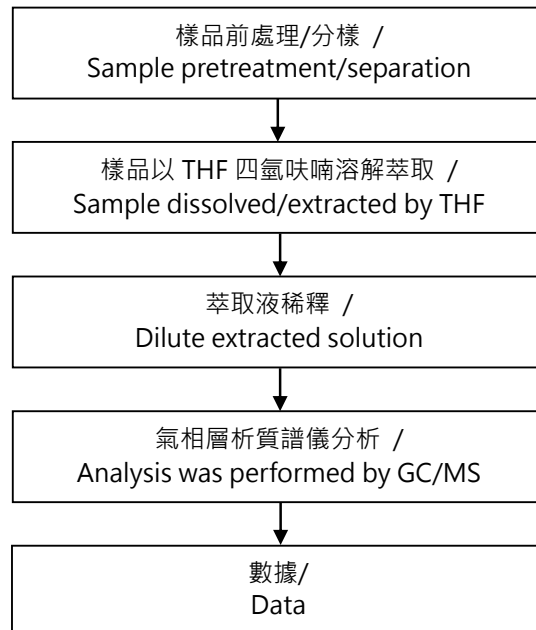 樣品前處理/分樣 /
Sample pretreatment/separation
樣品以 THF 四氫呋喃溶解萃取 /
Sample dissolved/extracted by THF
萃取液稀釋 /
Dilute extracted solution
氣相層析質譜儀分析 /
Analysis was performed by GC/MS
數據/
Data